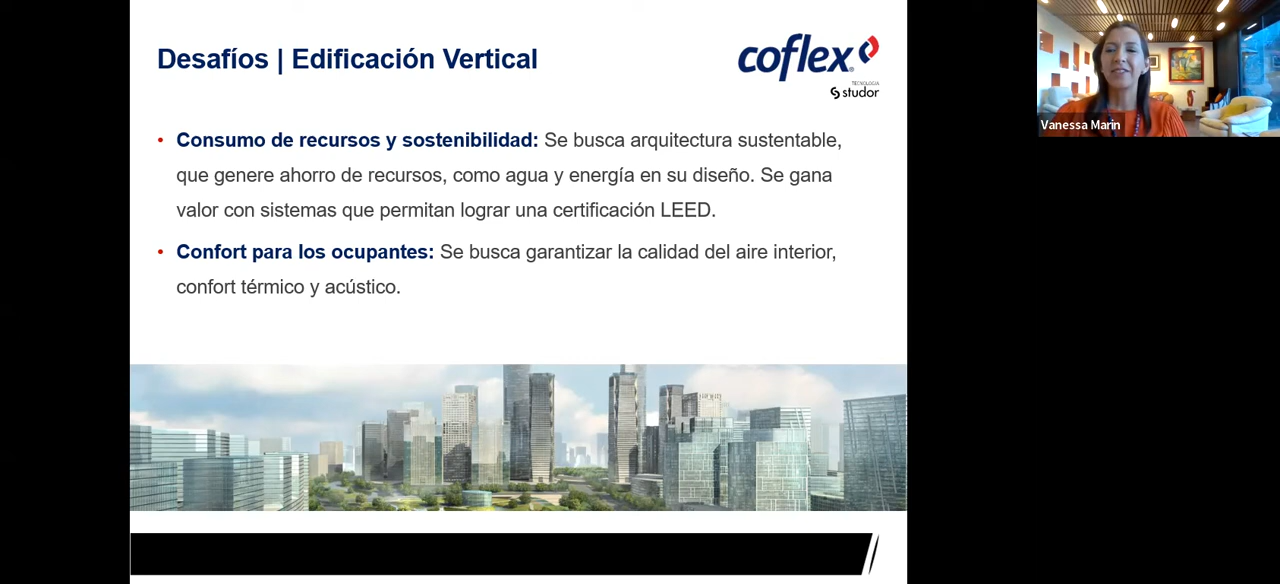 Desafíos | Edificación Vertical
coflex
TECNOLOGÍA
studor
• Consumo de recursos y sostenibilidad: Se busca arquitectura sustentable,
que genere ahorro de recursos, como agua y energía en su diseño. Se gana
valor con sistemas que permitan lograr una certificación LEED.
• Confort para los ocupantes: Se busca garantizar la calidad del aire interior,
confort térmico y acústico.
Vanessa Marin